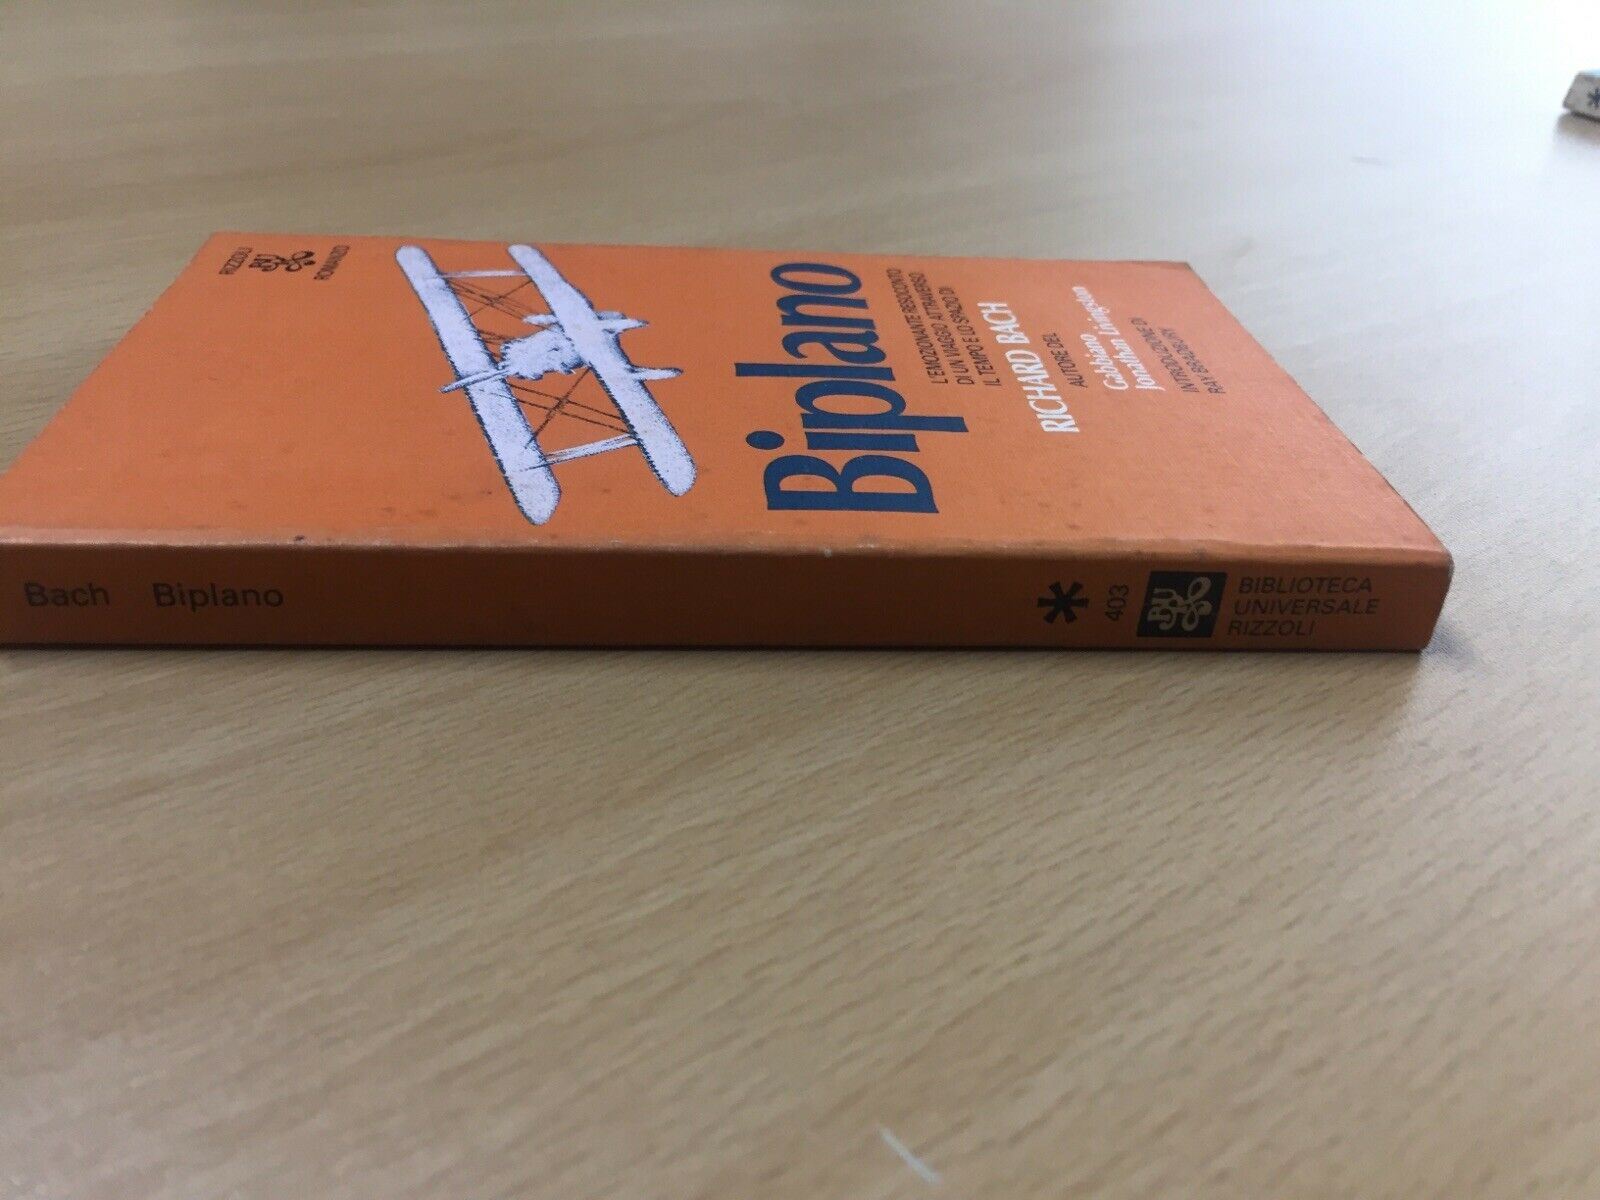 RIZZOLI
BUR
ROMANZO
Biplano
L'EMOZIONANTE RESOCONTO
DI UN VIAGGIO ATTRAVERSO
IL TEMPO E LO SPAZIO DI
RICHARD BACH
AUTORE DEL
Gabbiano
Jonathan Livingston
INTRODUZIONE DI
RAY BRADBURY
Bach Biplano
* 403
BUR
BIBLIOTECA
UNIVERSALE
RIZZOLI